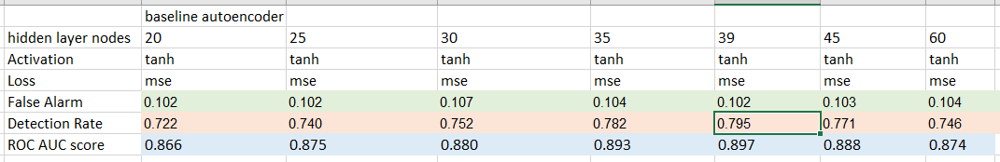 baseline autoencoder
hidden layer nodes 20 25 30 35 39 45 60
Activation tanh tanh tanh tanh tanh tanh tanh
Loss mse mse mse mse mse mse mse
False Alarm 0.102 0.102 0.107 0.104 0.102 0.103 0.104
Detection Rate 0.722 0.740 0.752 0.782 0.795 0.771 0.746
ROC AUC score 0.866 0.875 0.880 0.893 0.897 0.888 0.874